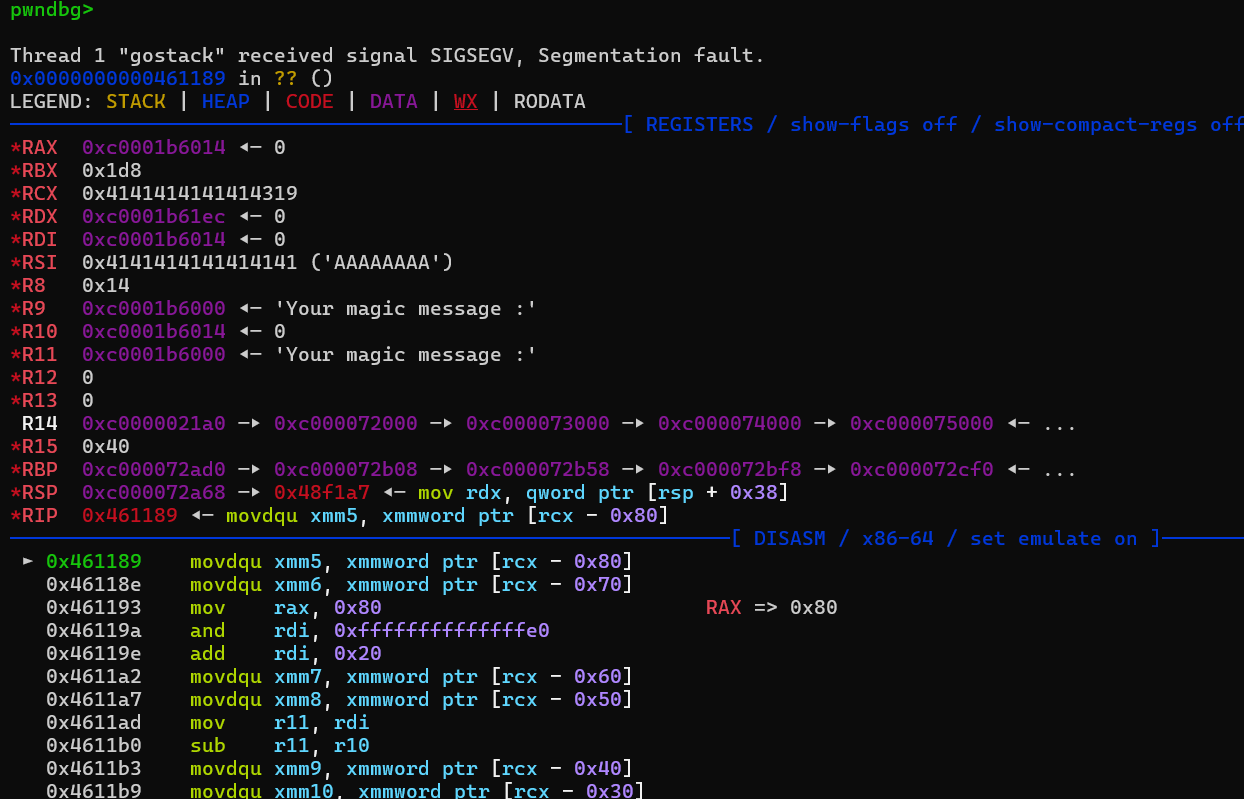 pwndbg>
Thread 1 "gostack" received signal SIGSEGV, Segmentation fault.
0x0000000000461189 in ?? ()
LEGEND: STACK | HEAP | CODE | DATA | WX | RODATA
[ REGISTERS / show-flags off / show-compact-regs off
*RAX  0xc0001b6014 ◂— 0
*RBX  0x1d8
*RCX  0x4141414141414319
*RDX  0xc0001b61ec ◂— 0
*RDI  0xc0001b6014 ◂— 0
*RSI  0x4141414141414141 ('AAAAAAAA')
*R8   0x14
*R9   0xc0001b6000 ◂— 'Your magic message :'
*R10  0xc0001b6014 ◂— 0
*R11  0xc0001b6000 ◂— 'Your magic message :'
*R12  0
*R13  0
 R14  0xc0000021a0 —▸ 0xc000072000 —▸ 0xc000073000 —▸ 0xc000074000 —▸ 0xc000075000 ◂— ...
*R15  0x40
*RBP  0xc000072ad0 —▸ 0xc000072b08 —▸ 0xc000072b58 —▸ 0xc000072bf8 —▸ 0xc000072cf0 ◂— ...
*RSP  0xc000072a68 —▸ 0x48f1a7 ◂— mov rdx, qword ptr [rsp + 0x38]
*RIP  0x461189 ◂— movdqu xmm5, xmmword ptr [rcx - 0x80]
[ DISASM / x86-64 / set emulate on ]
 ► 0x461189    movdqu xmm5, xmmword ptr [rcx - 0x80]
   0x46118e    movdqu xmm6, xmmword ptr [rcx - 0x70]
   0x461193    mov    rax, 0x80                           RAX => 0x80
   0x46119a    and    rdi, 0xffffffffffffffe0
   0x46119e    add    rdi, 0x20
   0x4611a2    movdqu xmm7, xmmword ptr [rcx - 0x60]
   0x4611a7    movdqu xmm8, xmmword ptr [rcx - 0x50]
   0x4611ad    mov    r11, rdi
   0x4611b0    sub    r11, r10
   0x4611b3    movdqu xmm9, xmmword ptr [rcx - 0x40]
   0x4611b9    movdqu xmm10, xmmword ptr [rcx - 0x30]